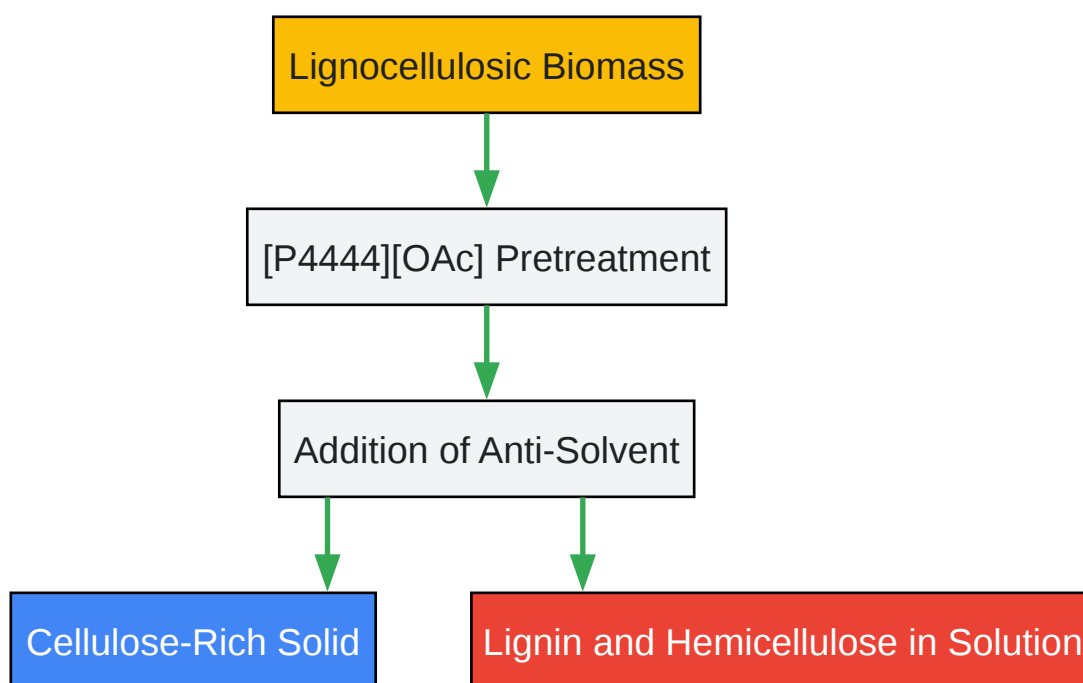 Lignocellulosic Biomass
[P4444][OAc] Pretreatment
Addition of Anti-Solvent
Cellulose-Rich Solid
Lignin and Hemicellulose in Solution